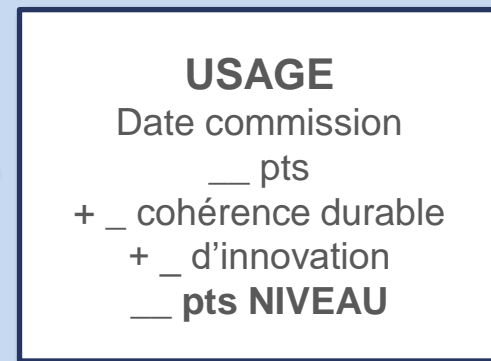 USAGE
Date commission
__ pts
+ _ cohérence durable
+ _ d’innovation
__ pts NIVEAU